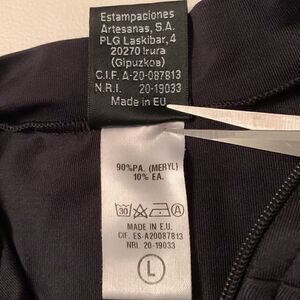 Estampaciones
Artesanas, S.A.
PLG Laskibar, 4
20270 Irura
(Gipuzkoa)
C.I.F. A-20-087813
N.R.I. 20-19033
Made in EU
90%PA. (MERYL)
10% EA.
30 A
MADE IN E.U.
CIF. ES-A20087813
NRI. 20-19033
L